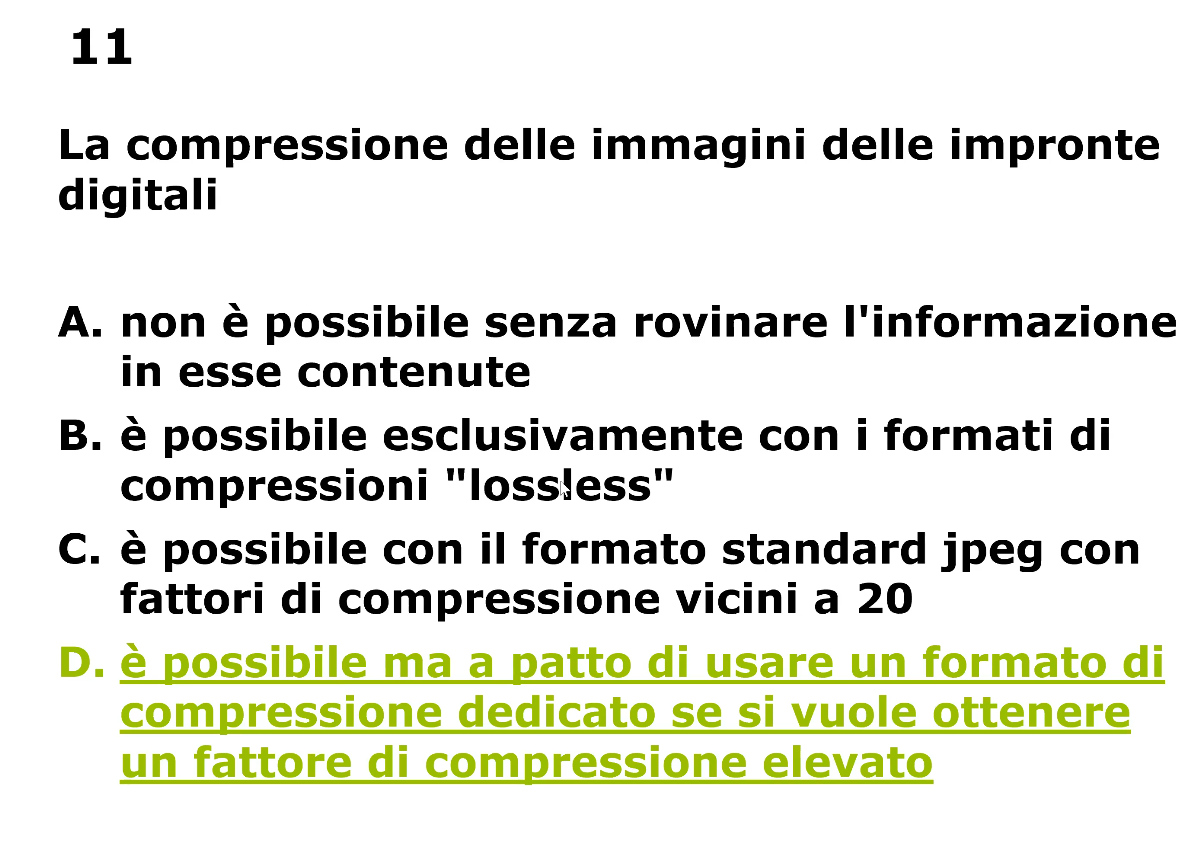 11
La compressione delle immagini delle impronte
digitali
A. non è possibile senza rovinare l'informazione
in esse contenute
B. è possibile esclusivamente con i formati di
compressioni "lossless"
C. è possibile con il formato standard jpeg con
fattori di compressione vicini a 20
D. è possibile ma a patto di usare un formato di
compressione dedicato se si vuole ottenere
un fattore di compressione elevato